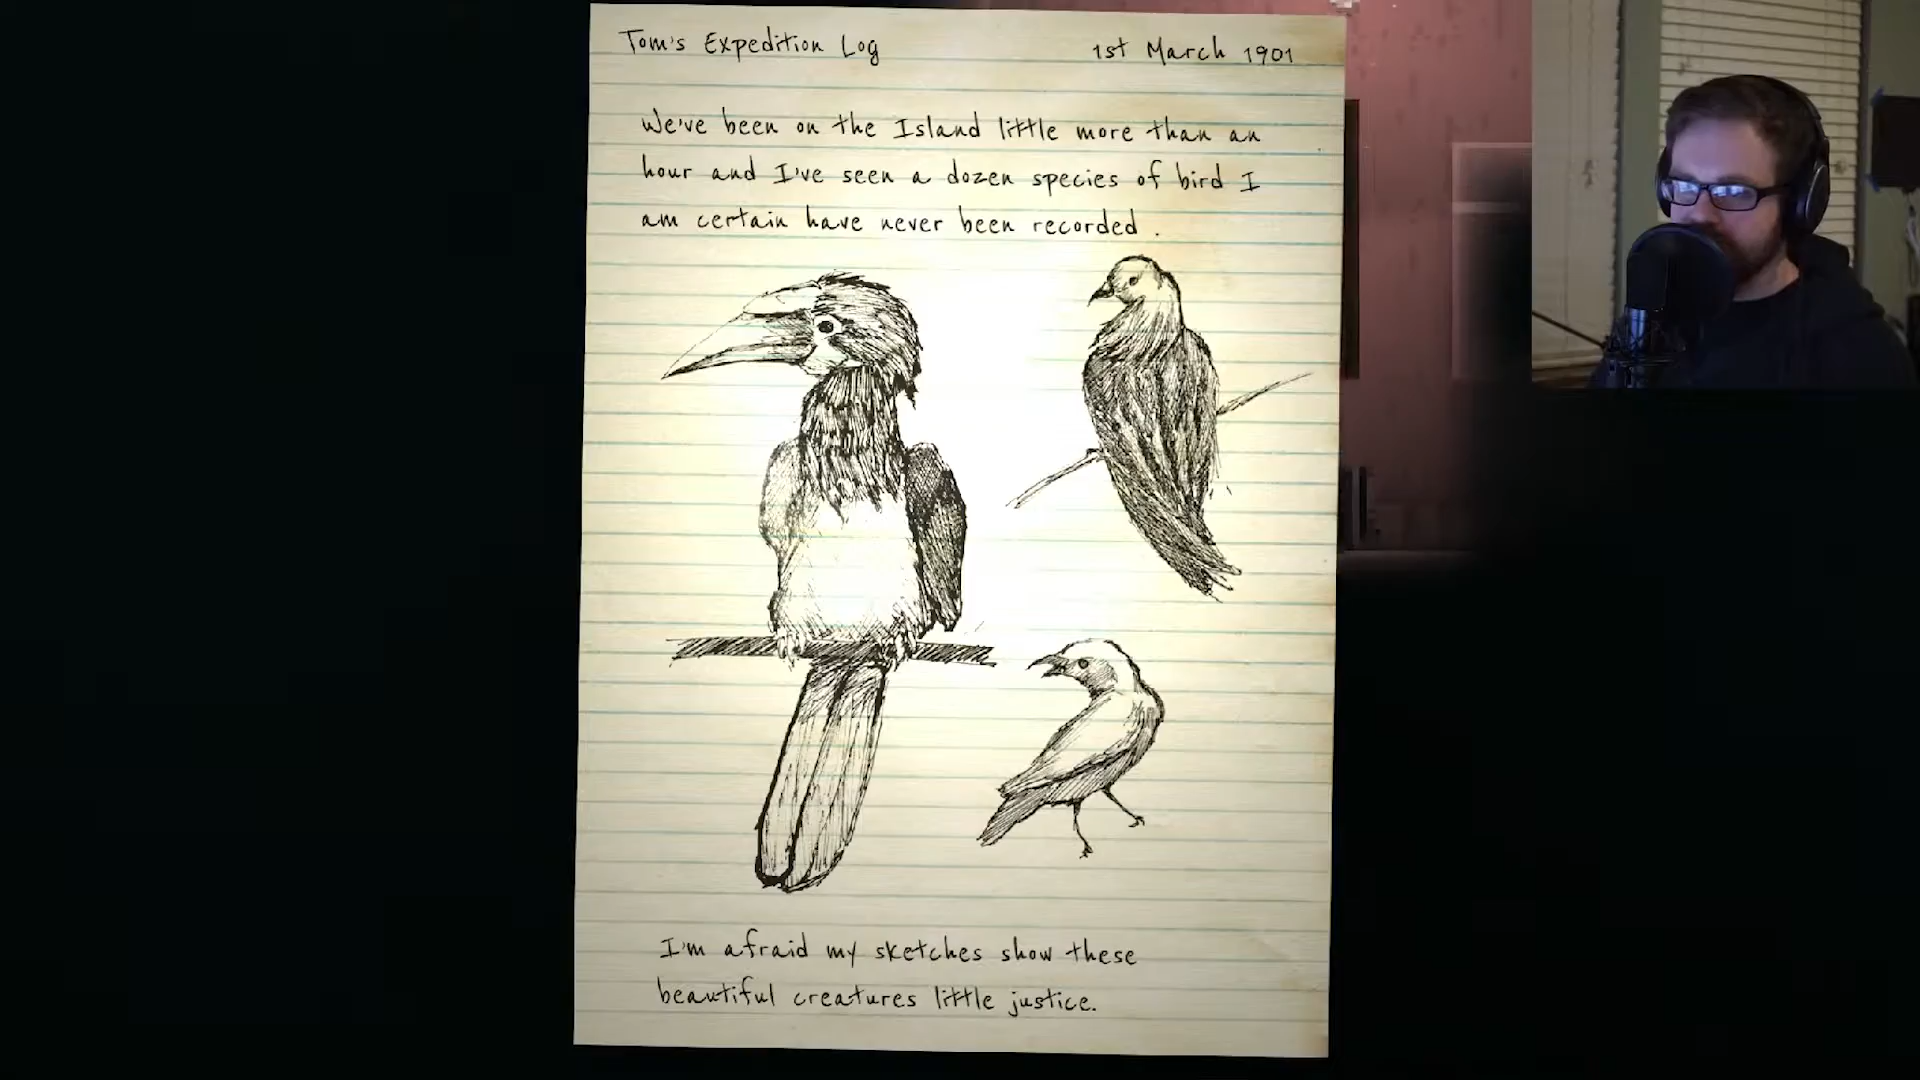 Tom's Expedition Log
1st March 1901
We've been on the Island little more than an
hour and I've seen a dozen species of bird I
am certain have never been recorded.
I'm afraid my sketches show these
beautiful creatures little justice.